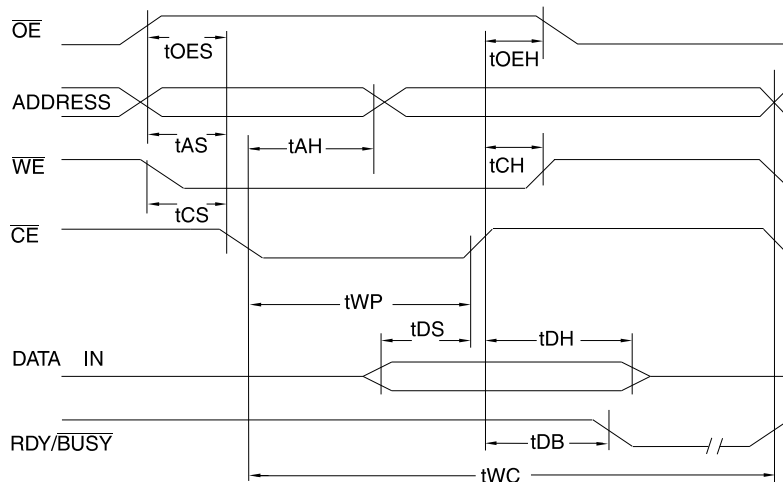 OE
tOES
tOEH
ADDRESS
tAS
tAH
WE
tCH
tCS
CE
tWP
tDS
tDH
DATA IN
RDY/BUSY
tDB
tWC